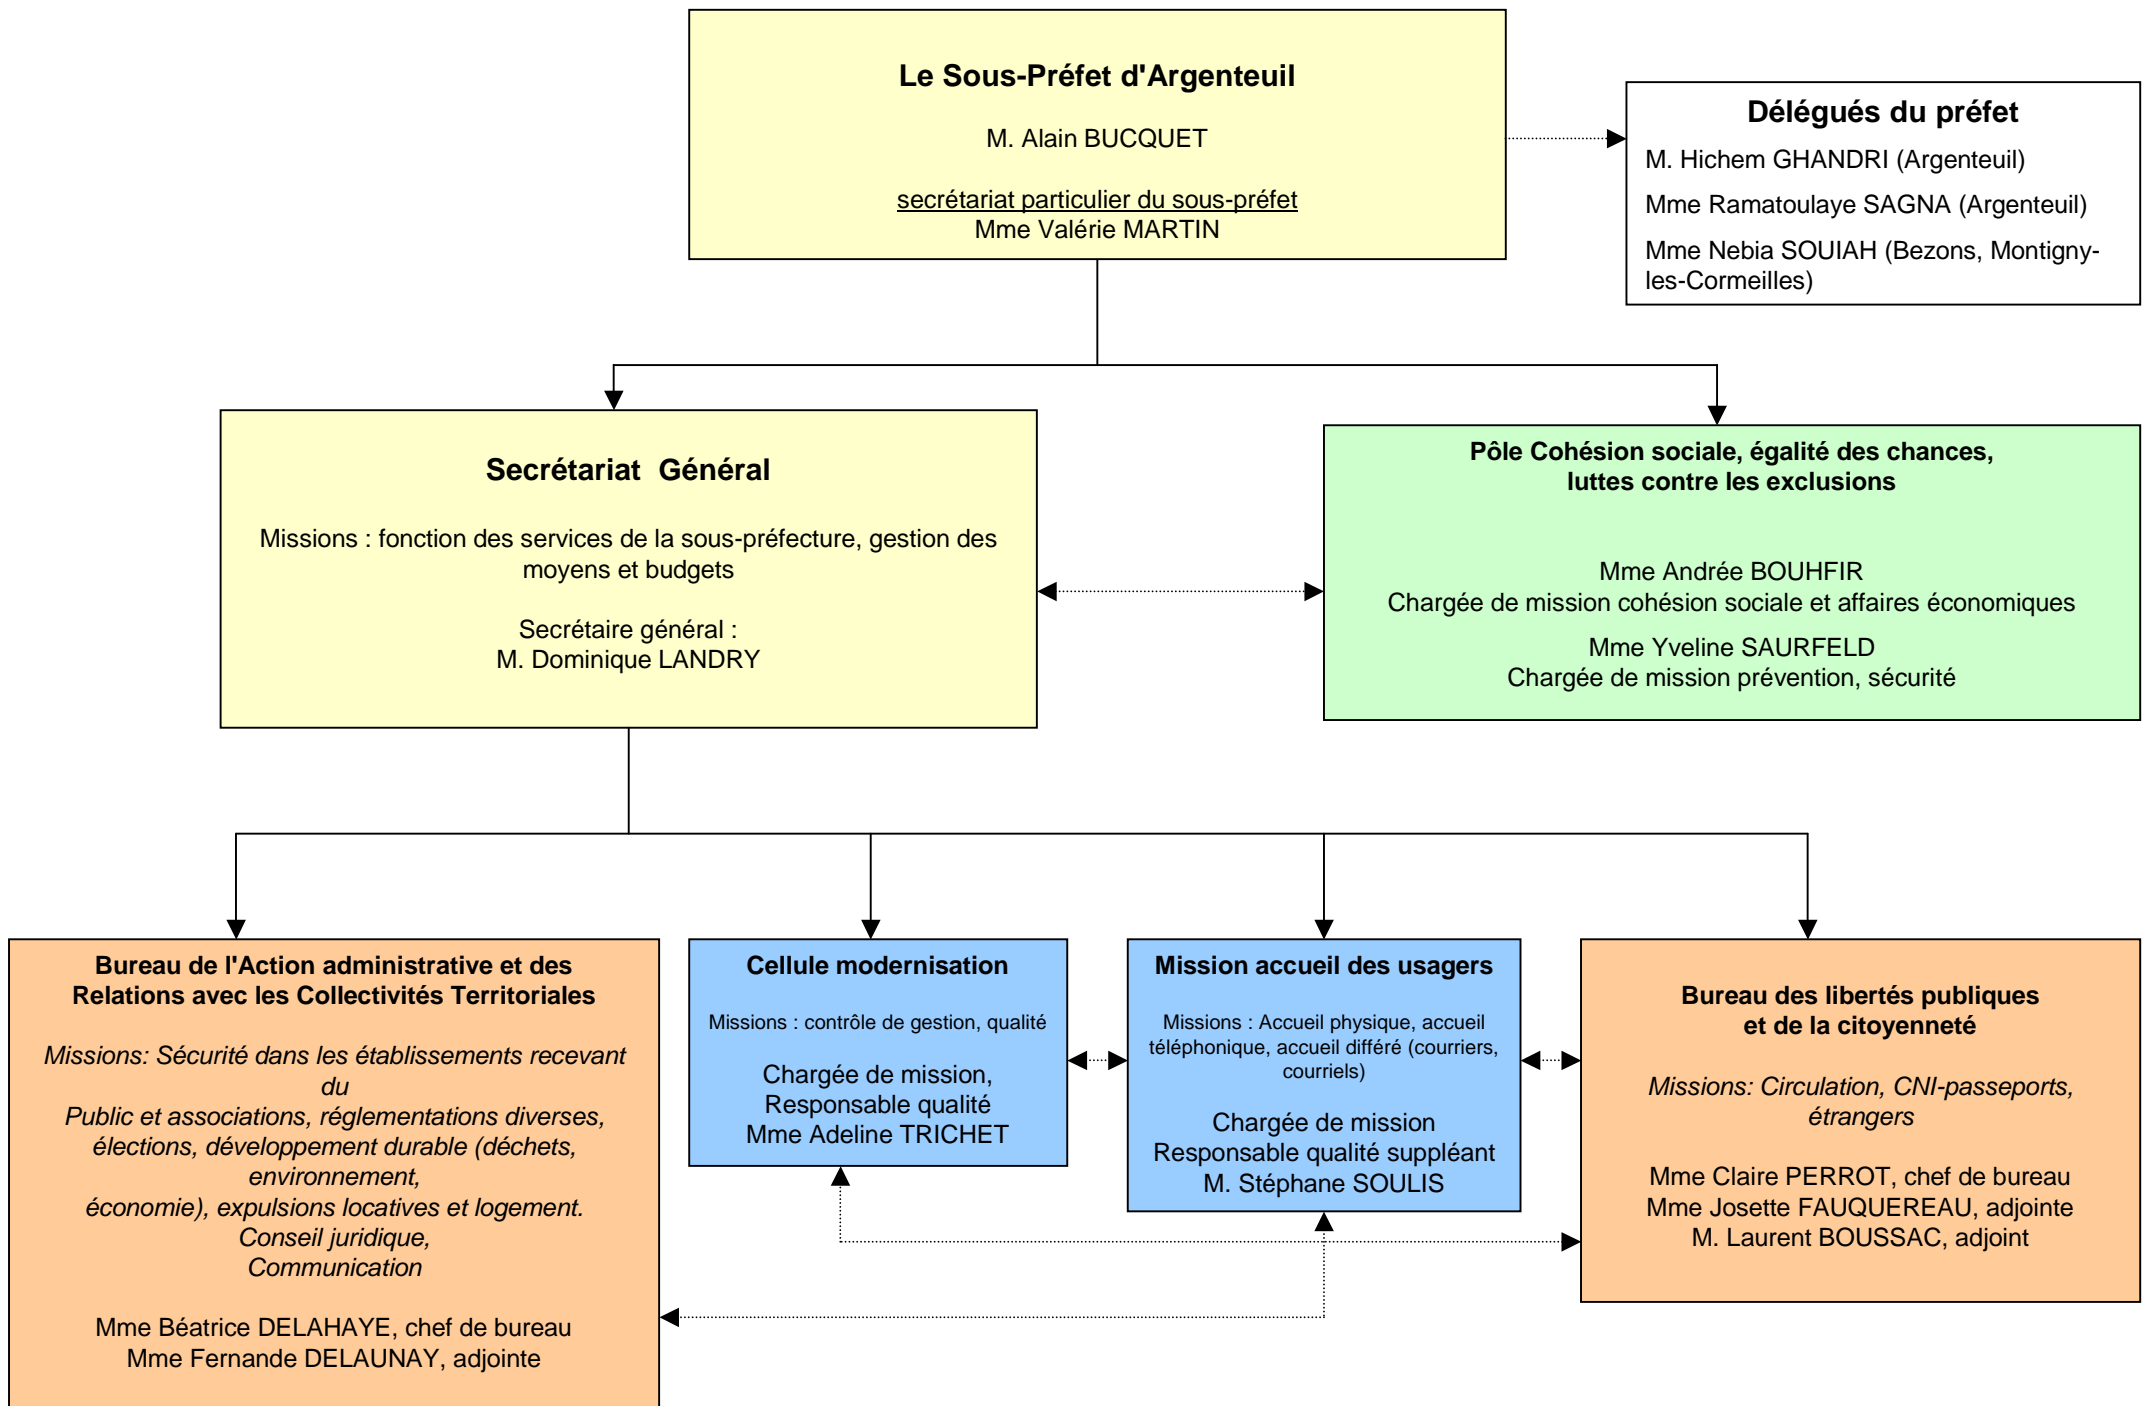 Le Sous-Préfet d'Argenteuil
M. Alain BUCQUET
secrétariat particulier du sous-préfet
Mme Valérie MARTIN
Délégués du préfet
M. Hichem GHANDRI (Argenteuil)
Mme Ramatoulaye SAGNA (Argenteuil)
Mme Nebia SOUIAH (Bezons, Montigny-
les-Cormeilles)
Secrétariat  Général
Missions : fonction des services de la sous-préfecture, gestion des
moyens et budgets
Secrétaire général :
M. Dominique LANDRY
Pôle Cohésion sociale, égalité des chances,
luttes contre les exclusions
Mme Andrée BOUHFIR
Chargée de mission cohésion sociale et affaires économiques
Mme Yveline SAURFELD
Chargée de mission prévention, sécurité
Bureau de l'Action administrative et des
Relations avec les Collectivités Territoriales
Missions: Sécurité dans les établissements recevant
du
Public et associations, réglementations diverses,
élections, développement durable (déchets,
environnement,
économie), expulsions locatives et logement.
Conseil juridique,
Communication
Mme Béatrice DELAHAYE, chef de bureau
Mme Fernande DELAUNAY, adjointe
Cellule modernisation
Missions : contrôle de gestion, qualité
Chargée de mission,
Responsable qualité
Mme Adeline TRICHET
Mission accueil des usagers
Missions : Accueil physique, accueil
téléphonique, accueil différé (courriers,
courriels)
Chargée de mission
Responsable qualité suppléant
M. Stéphane SOULIS
Bureau des libertés publiques
et de la citoyenneté
Missions: Circulation, CNI-passeports,
étrangers
Mme Claire PERROT, chef de bureau
Mme Josette FAUQUEREAU, adjointe
M. Laurent BOUSSAC, adjoint